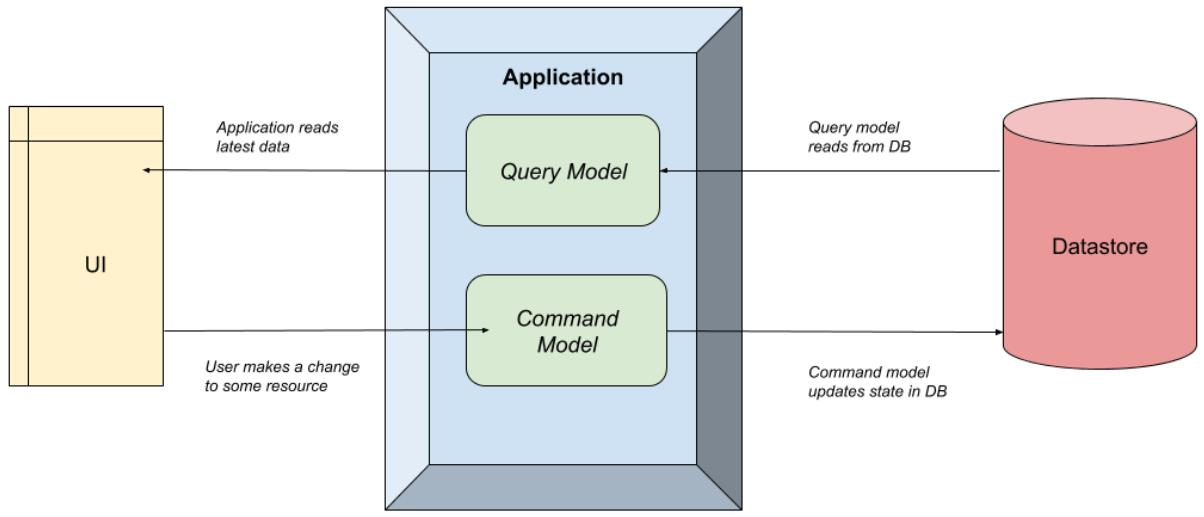 Application
Application reads
latest data
Query Model
Query model
reads from DB
UI
Datastore
Command
Model
User makes a change
to some resource
Command model
updates state in DB